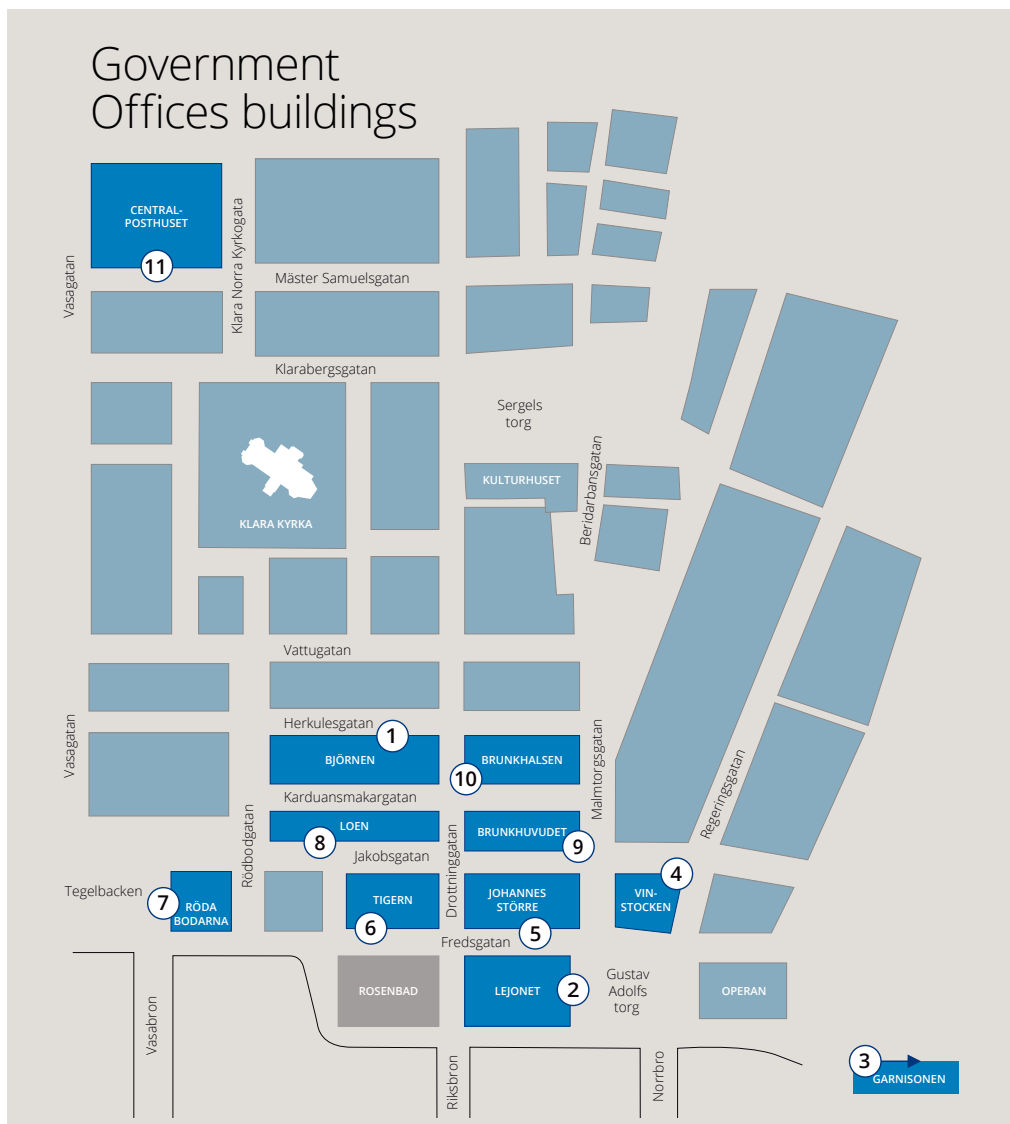 Government
Offices buildings
CENTRAL-
POSTHUSET
11
Vasagatan
Klara Norra Kyrkogata
Mäster Samuelsgatan
Klarabergsgatan
Sergels
torg
KULTURHUSET
Beridarbansgatan
KLARA KYRKA
Vattugatan
Herkulesgatan
1
BJÖRNEN
BRUNKHALSEN
10
Vasagatan
Malmtorgsgatan
Regeringsgatan
Karduansmakargatan
LOEN
8
BRUNKHUVUDET
9
Rödbodgatan
Jakobsgatan
Drottninggatan
Tegelbacken
7
RÖDA
BODARNA
TIGERN
6
JOHANNES
STÖRRE
5
4
VIN-
STOCKEN
Fredsgatan
ROSENBAD
LEJONET
2
Gustav
Adolfs
torg
OPERAN
Vasabron
Riksbron
Norrbro
3
GARNISONEN